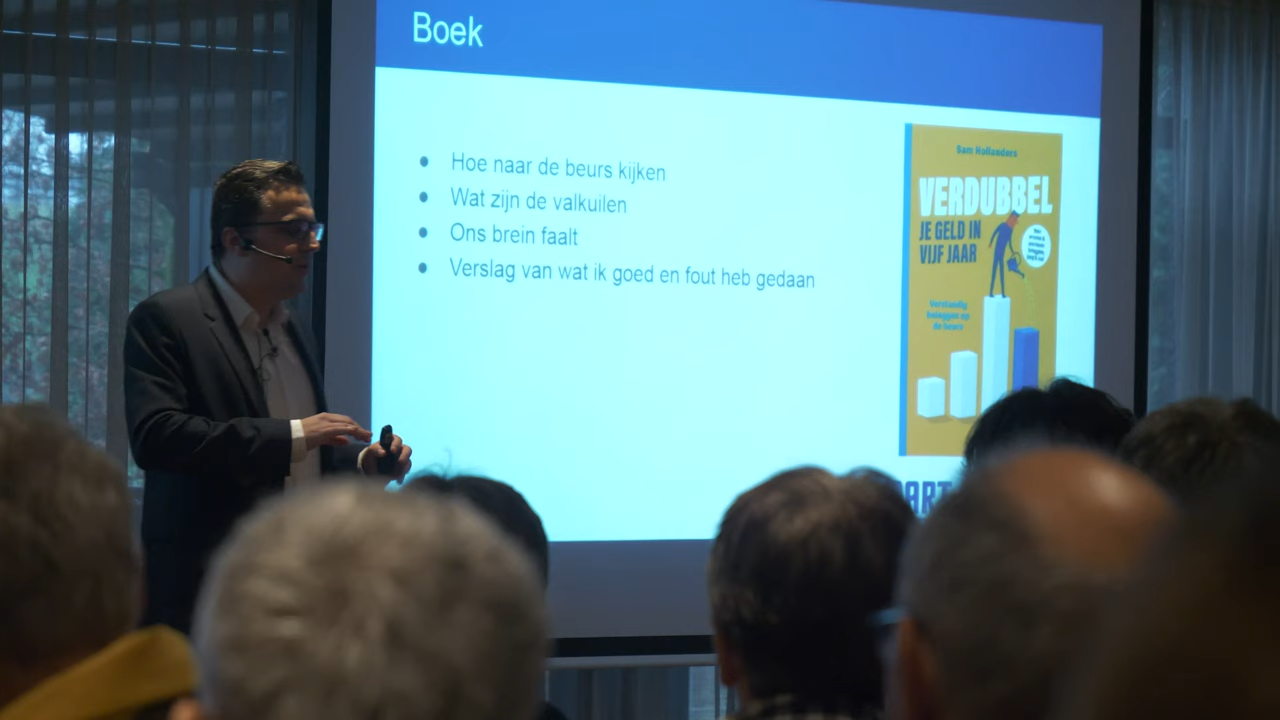 Boek
Hoe naar de beurs kijken
Wat zijn de valkuilen
Ons brein faalt
Verslag van wat ik goed en fout heb gedaan
Sam Hollanders
VERDUBBEL
JE GELD IN
VIJF JAAR
Verstandig
beleggen op
de beurs